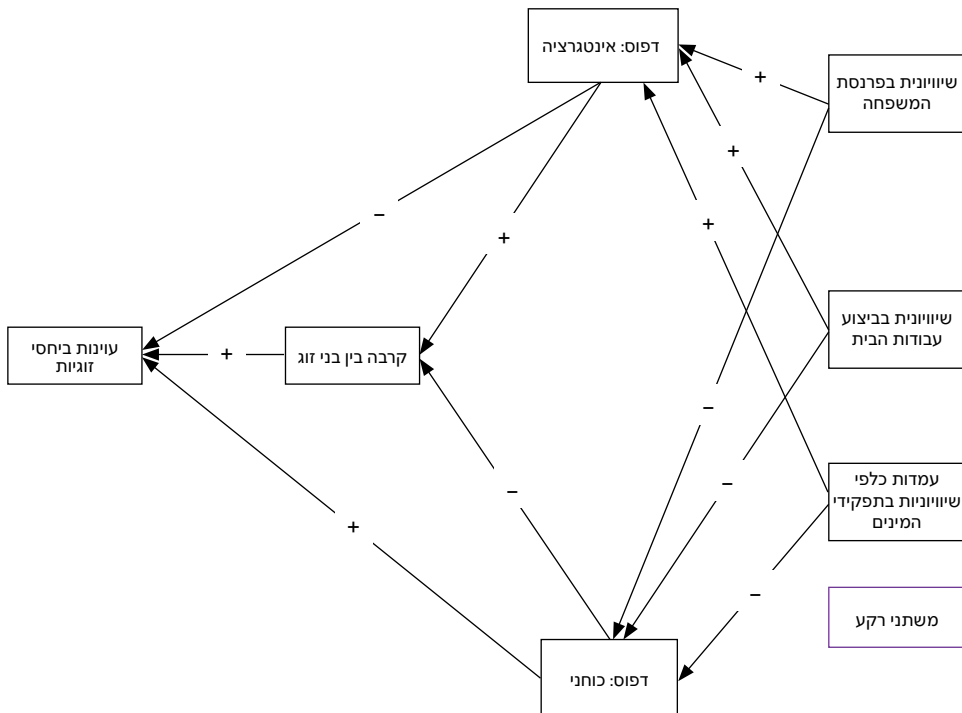 דפוס: אינטגרציה
שיוויונית בפרנסת
המשפחה
+
+
−
+
+
שיוויונית בביצוע
עבודות הבית
קרבה בין בני זוג
+
עוינות ביחסי
זוגיות
−
עמדות כלפי
שיוויוניות בתפקידי
המינים
−
−
+
−
משתני רקע
דפוס: כוחני